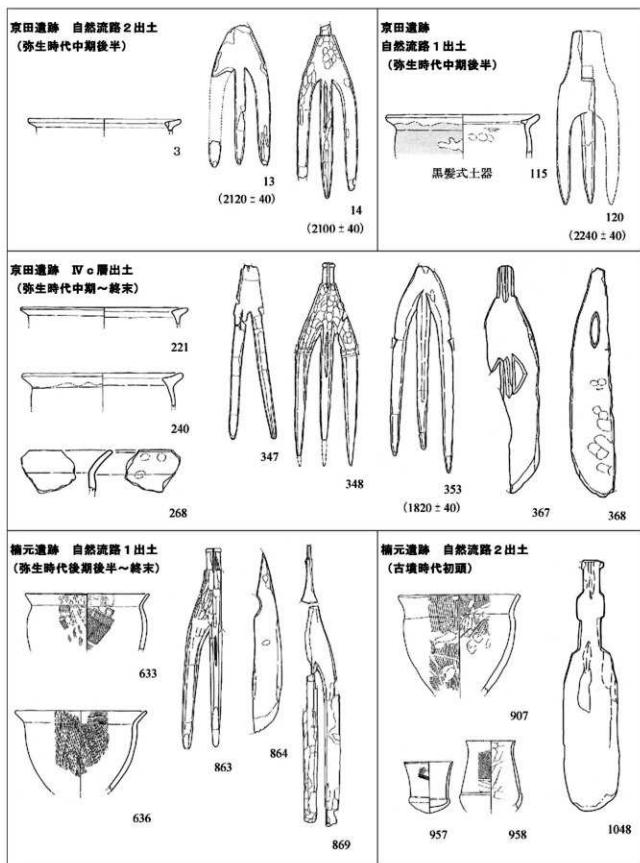 京田遺跡 自然流路2出土
(弥生時代中期後半)
3
13
(2120 ± 40)
14
(2100 ± 40)
京田遺跡
自然流路1出土
(弥生時代中期後半)
黒髪式土器
115
120
(2240 ± 40)
京田遺跡 Ⅳc層出土
(弥生時代中期~終末)
221
240
268
347
348
353
(1820 ± 40)
367
368
楠元遺跡 自然流路1出土
(弥生時代後期後半~終末)
633
636
863
864
869
楠元遺跡 自然流路2出土
(古墳時代初頭)
907
957
958
1048